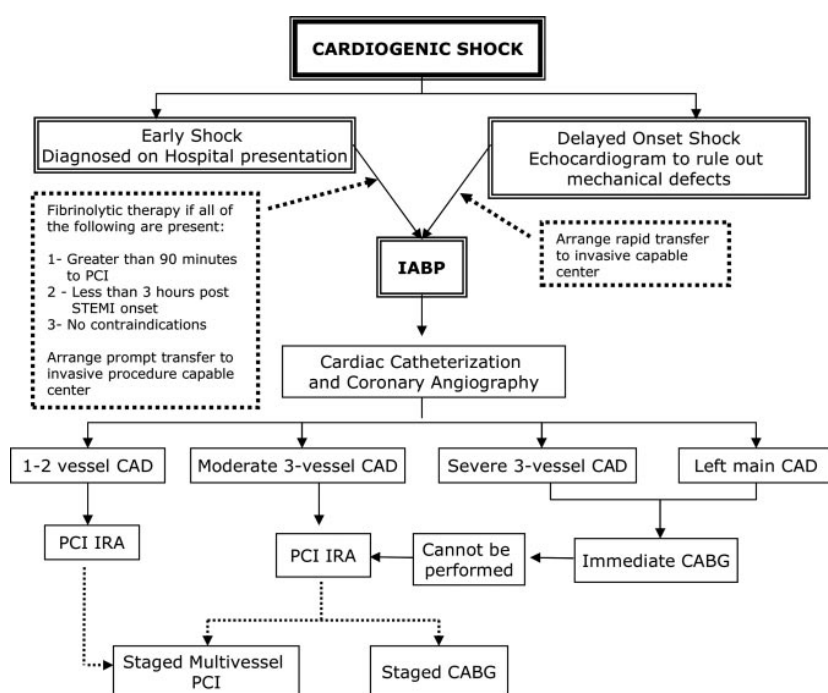 CARDIOGENIC SHOCK
Early Shock
Diagnosed on Hospital presentation
Delayed Onset Shock
Echocardiogram to rule out
mechanical defects
Fibrinolytic therapy if all of
the following are present:
1- Greater than 90 minutes
to PCI
2 - Less than 3 hours post
STEMI onset
3- No contraindications
Arrange prompt transfer to
invasive procedure capable
center
IABP
Arrange rapid transfer
to invasive capable
center
Cardiac Catheterization
and Coronary Angiography
1-2 vessel CAD
Moderate 3-vessel CAD
Severe 3-vessel CAD
Left main CAD
PCI IRA
PCI IRA
Cannot be
performed
Immediate CABG
Staged Multivessel
PCI
Staged CABG